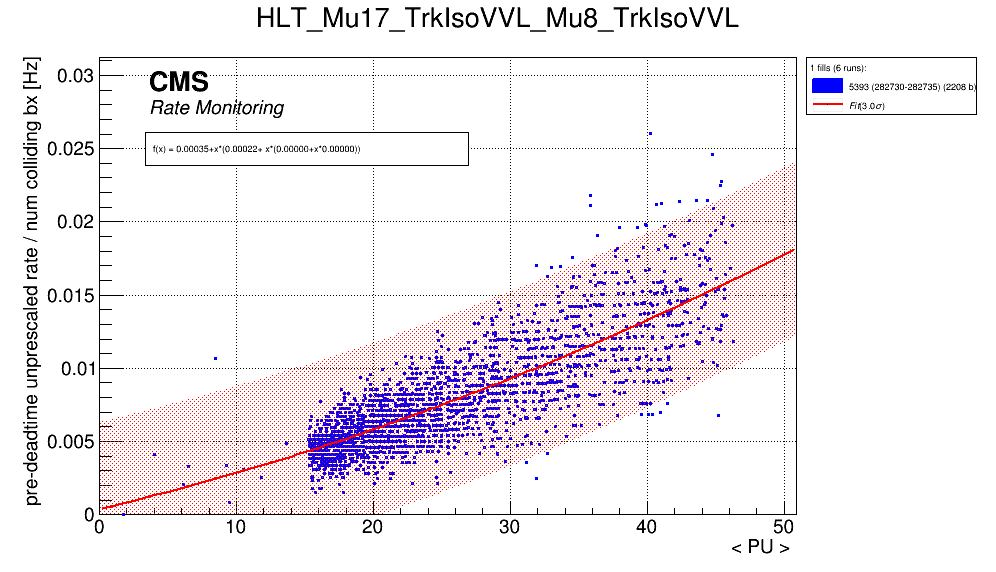 HLT_Mu17_TrkIsoVVL_Mu8_TrkIsoVVL
pre-deadtime unprescaled rate / num colliding bx [Hz]
CMS
Rate Monitoring
f(x) = 0.00035+x*(0.00022+ x*(0.00000+x*0.00000))
1 fills (6 runs):
5393 (282730-282735) (2208 b)
Fit(3.0σ)
0.03
0.025
0.02
0.015
0.01
0.005
0
0 10 20 30 40 50
< PU >